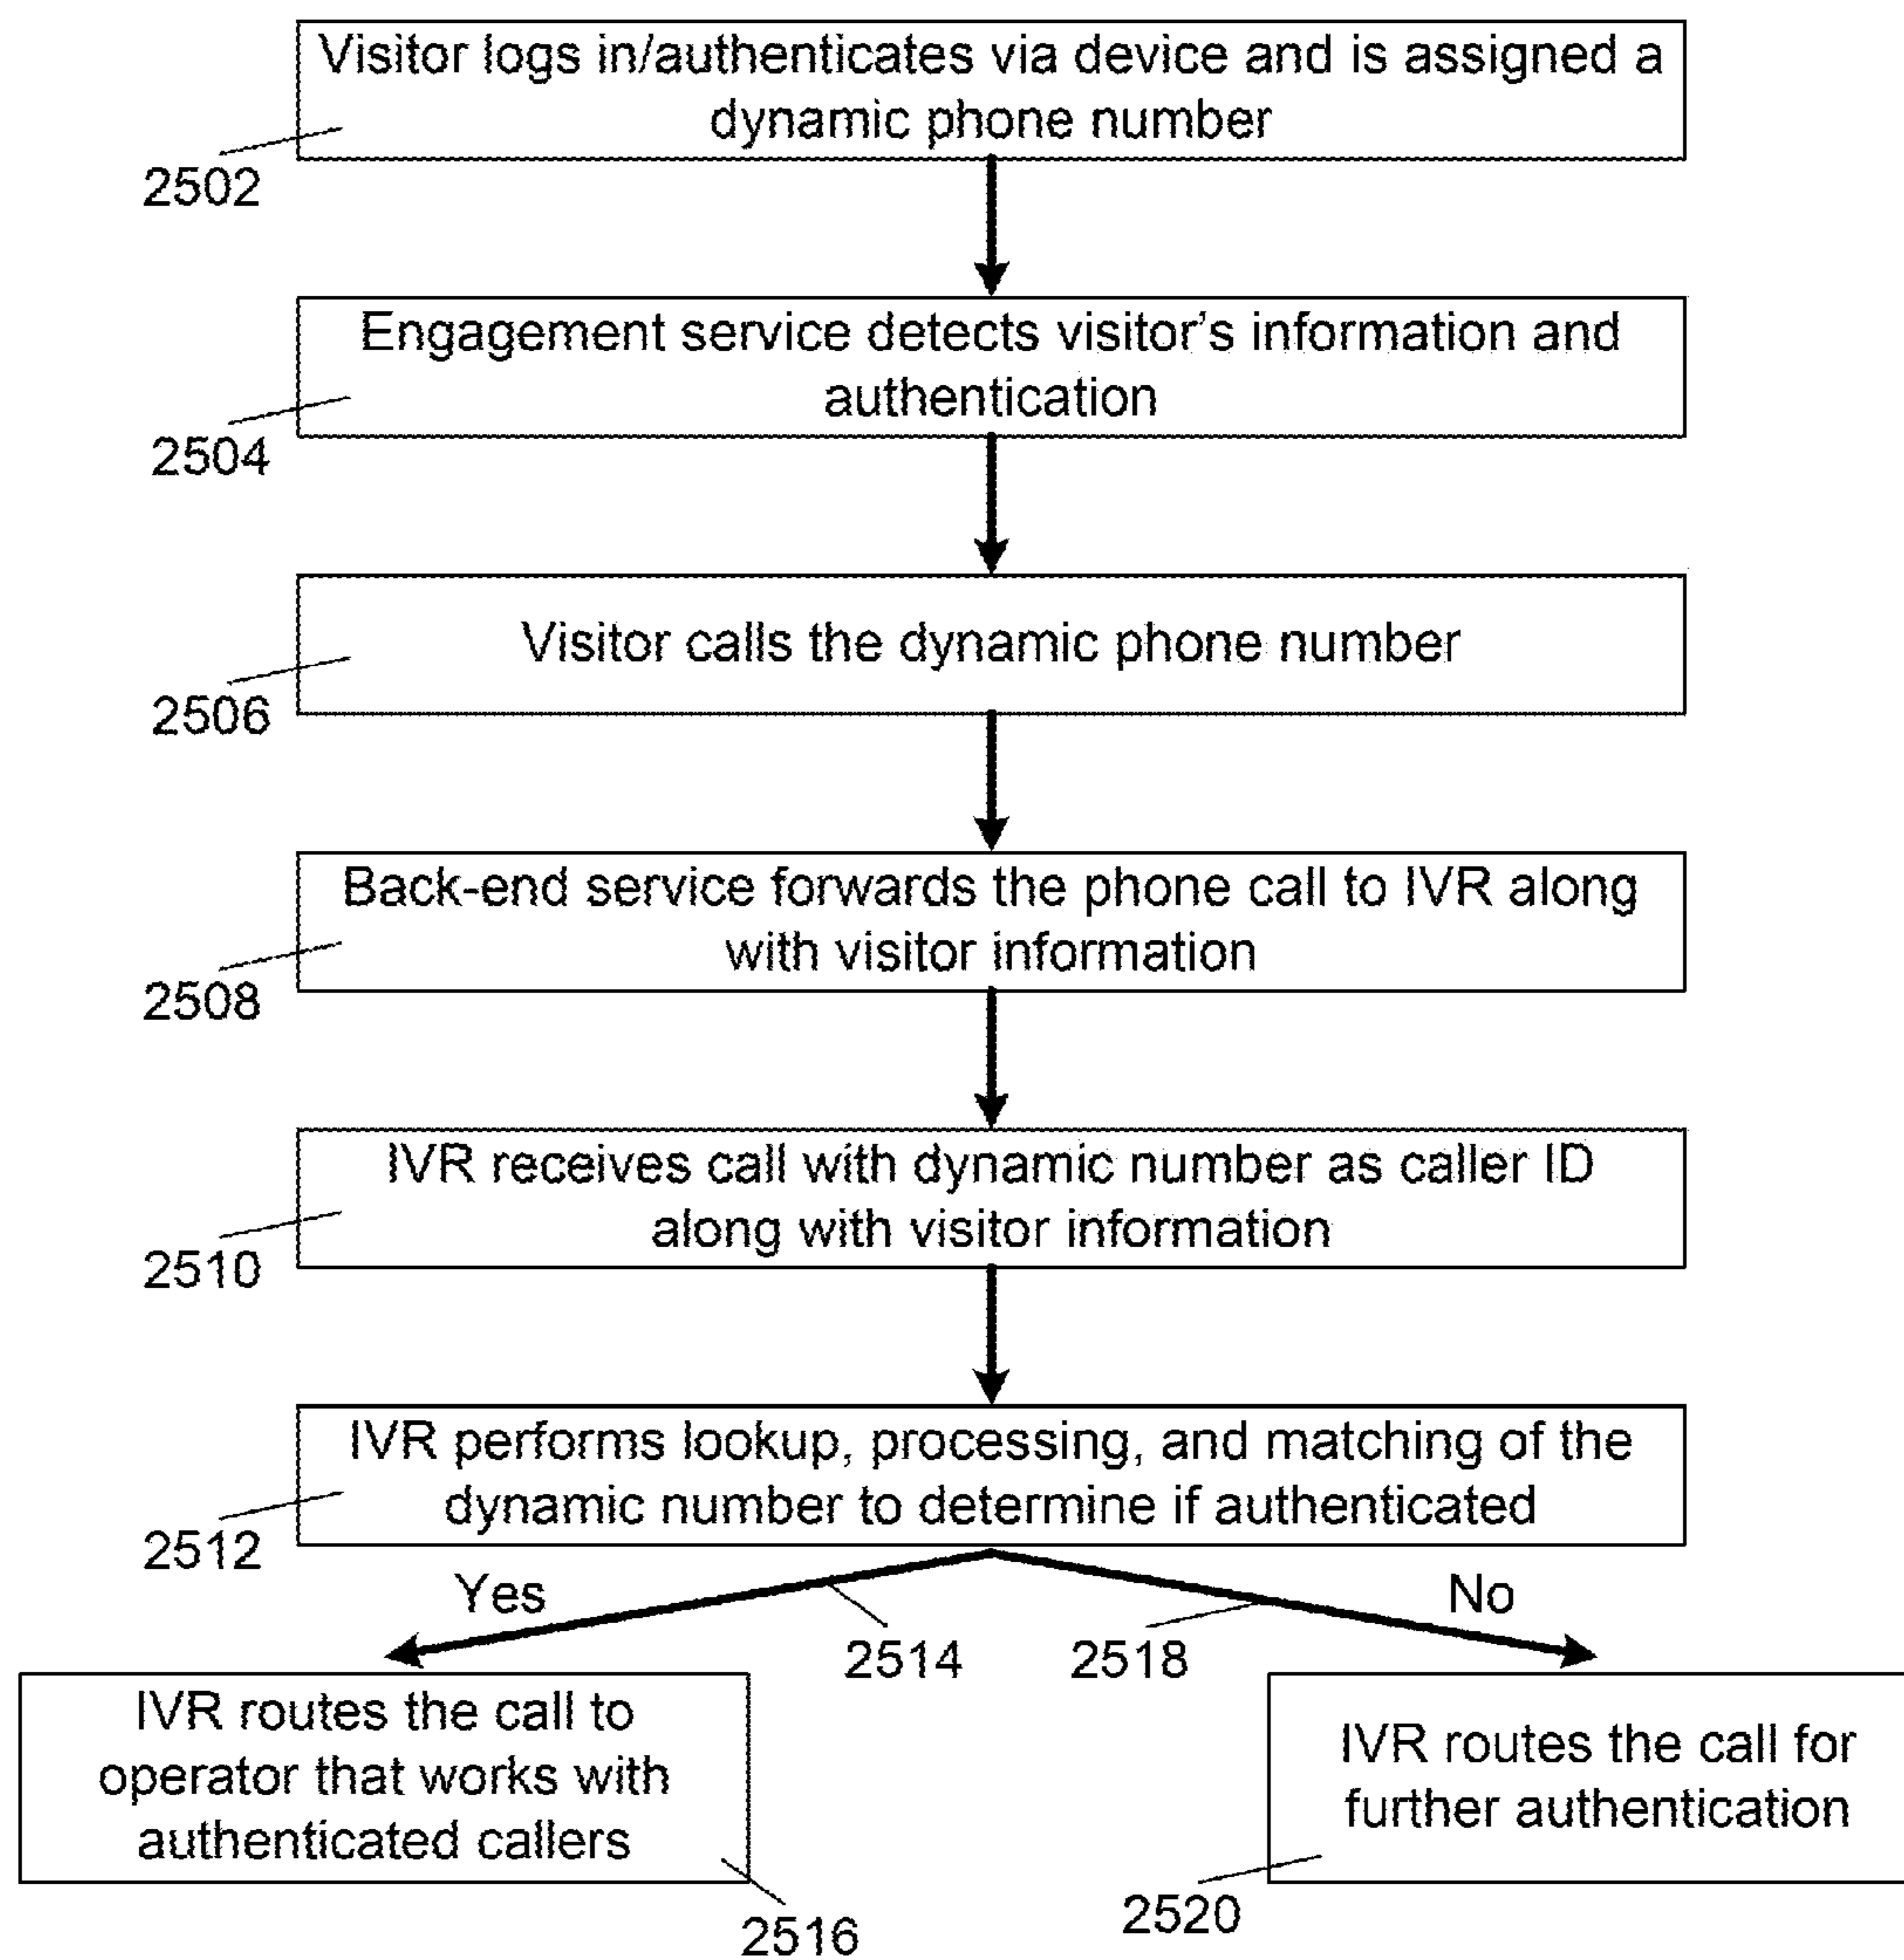 Visitor logs in/authenticates via device and is assigned a
dynamic phone number
2502
Engagement service detects visitor's information and
authentication
2504
Visitor calls the dynamic phone number
2506
Back-end service forwards the phone call to IVR along
with visitor information
2508
IVR receives call with dynamic number as caller ID
along with visitor information
2510
IVR performs lookup, processing, and matching of the
dynamic number to determine if authenticated
2512
Yes
No
2514
2518
IVR routes the call to
operator that works with
authenticated callers
2516
IVR routes the call for
further authentication
2520